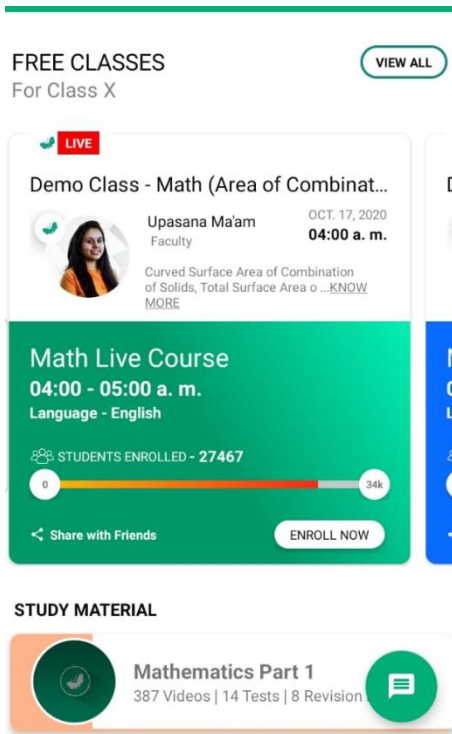 FREE CLASSES
VIEW ALL
For Class X
LIVE
Demo Class - Math (Area of Combinat...
Upasana Ma'am
Faculty
OCT. 17, 2020
04:00 a. m.
Curved Surface Area of Combination
of Solids, Total Surface Area o ...KNOW
MORE
Math Live Course
04:00 - 05:00 a. m.
Language - English
STUDENTS ENROLLED - 27467
0
34k
Share with Friends
ENROLL NOW
STUDY MATERIAL
Mathematics Part 1
387 Videos | 14 Tests | 8 Revision